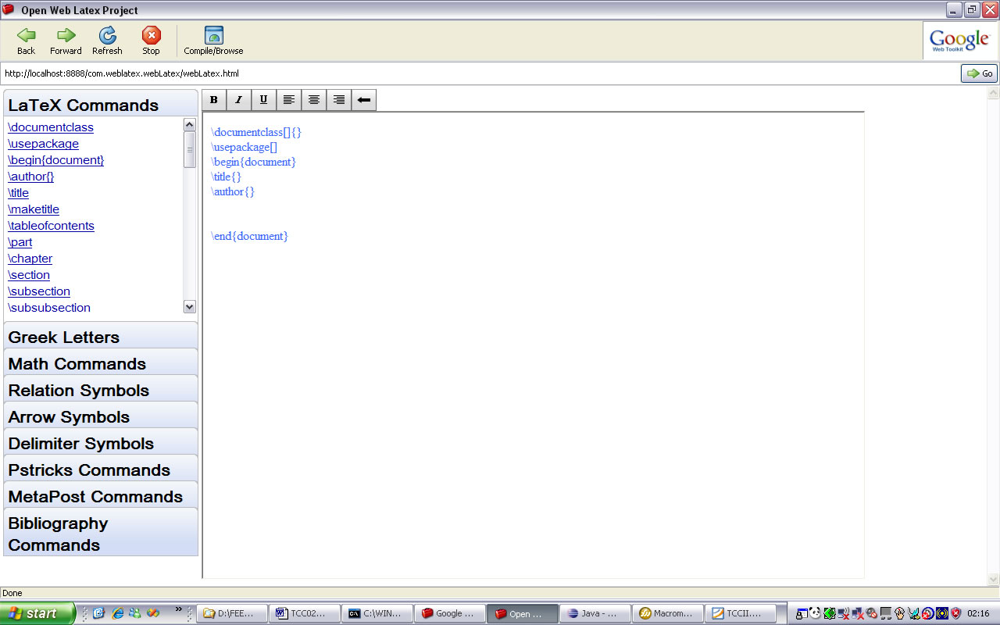 Open Web Latex Project
Back Forward Refresh Stop Compile/Browse
Google
Web Toolkit
http://localhost:8888/com.weblatex.webLatex/webLatex.html
Go
LaTeX Commands
\documentclass
\usepackage
\begin{document}
\author{}
\title
\maketitle
\tableofcontents
\part
\chapter
\section
\subsection
\subsubsection
Greek Letters
Math Commands
Relation Symbols
Arrow Symbols
Delimiter Symbols
Pstricks Commands
MetaPost Commands
Bibliography
Commands
B I U
\documentclass[]{}
\usepackage[]
\begin{document}
\title{}
\author{}
\end{document}
Done
start
D:\FEE...
TCC02...
C:\WIN...
Google ...
Open ...
Java - ...
Macrom...
TCCII....
02:16